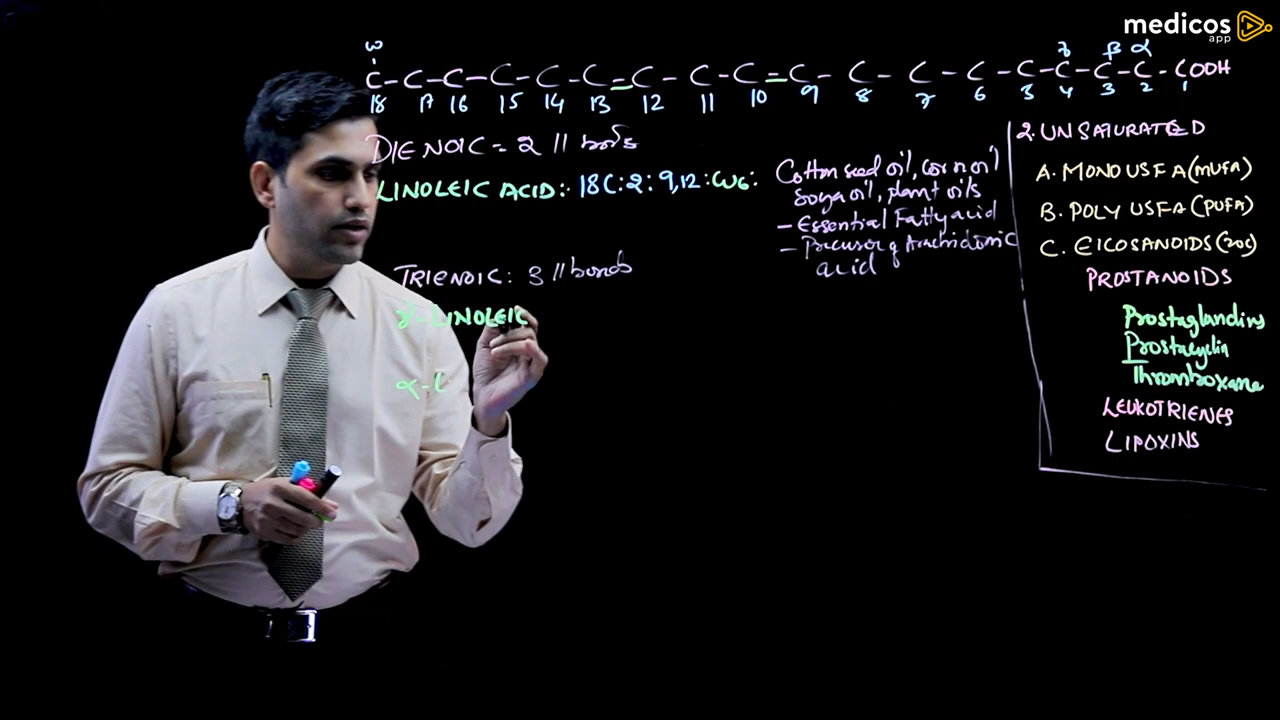 medicos
app
ω γ β α
C-C-C-C-C-C=C-C-C=C-C-C-C-C-C-C-C-COOH
18 17 16 15 14 13 12 11 10 9 8 7 6 5 4 3 2 1
DIENOIC = 2 // bonds
LINOLEIC ACID:- 18C:2:9,12:ω6:
Cotton seed oil, corn oil
Soya oil, plant oils
- Essential Fatty acid
- Precusor of Arachidonic
acid
TRIENOIC: 3 // bonds
γ-LINOLEIC
α-L
2. UNSATURATED
A. MONO USFA (MUFA)
B. POLY USFA (PUFA)
C. EICOSANOIDS (20C)
PROSTANOIDS
Prostaglandins
Prostacyclin
Thromboxane
LEUKOTRIENES
LIPOXINS